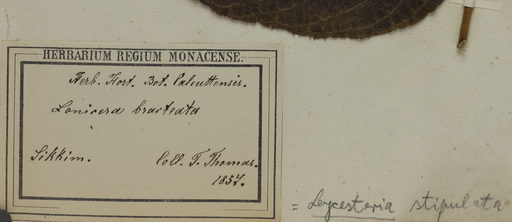 HERBARIUM REGIUM MONACENSE.
Herb. Hort. Bot. Calcuttensis.
Lonicera bracteata
Sikkim. Coll. T. Thomas.
1857.
= Leycesteria stipulata